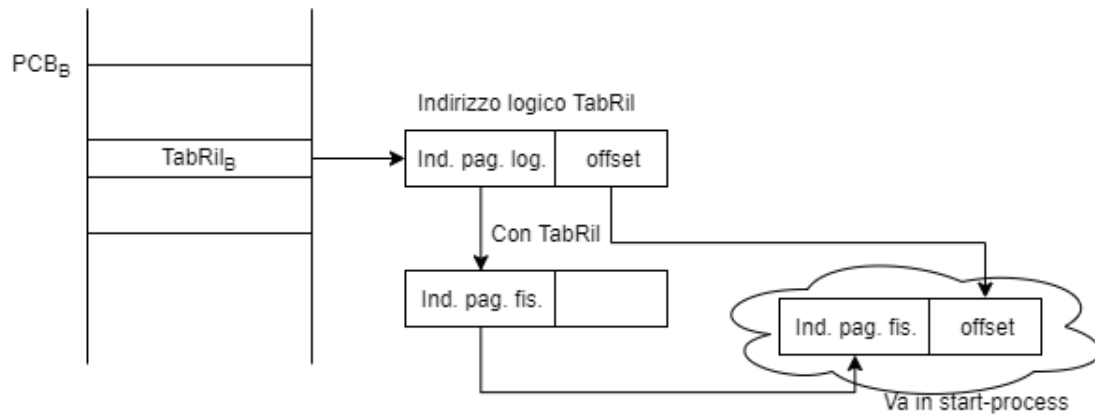 PCB_B
Indirizzo logico TabRil
TabRil_B
Ind. pag. log.
offset
Con TabRil
Ind. pag. fis.
Ind. pag. fis.
offset
Va in start-process